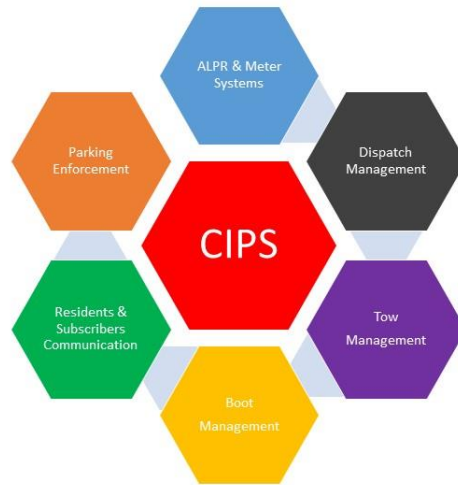 ALPR & Meter
Systems
Parking
Enforcement
Dispatch
Management
CIPS
Residents &
Subscribers
Communication
Tow
Management
Boot
Management